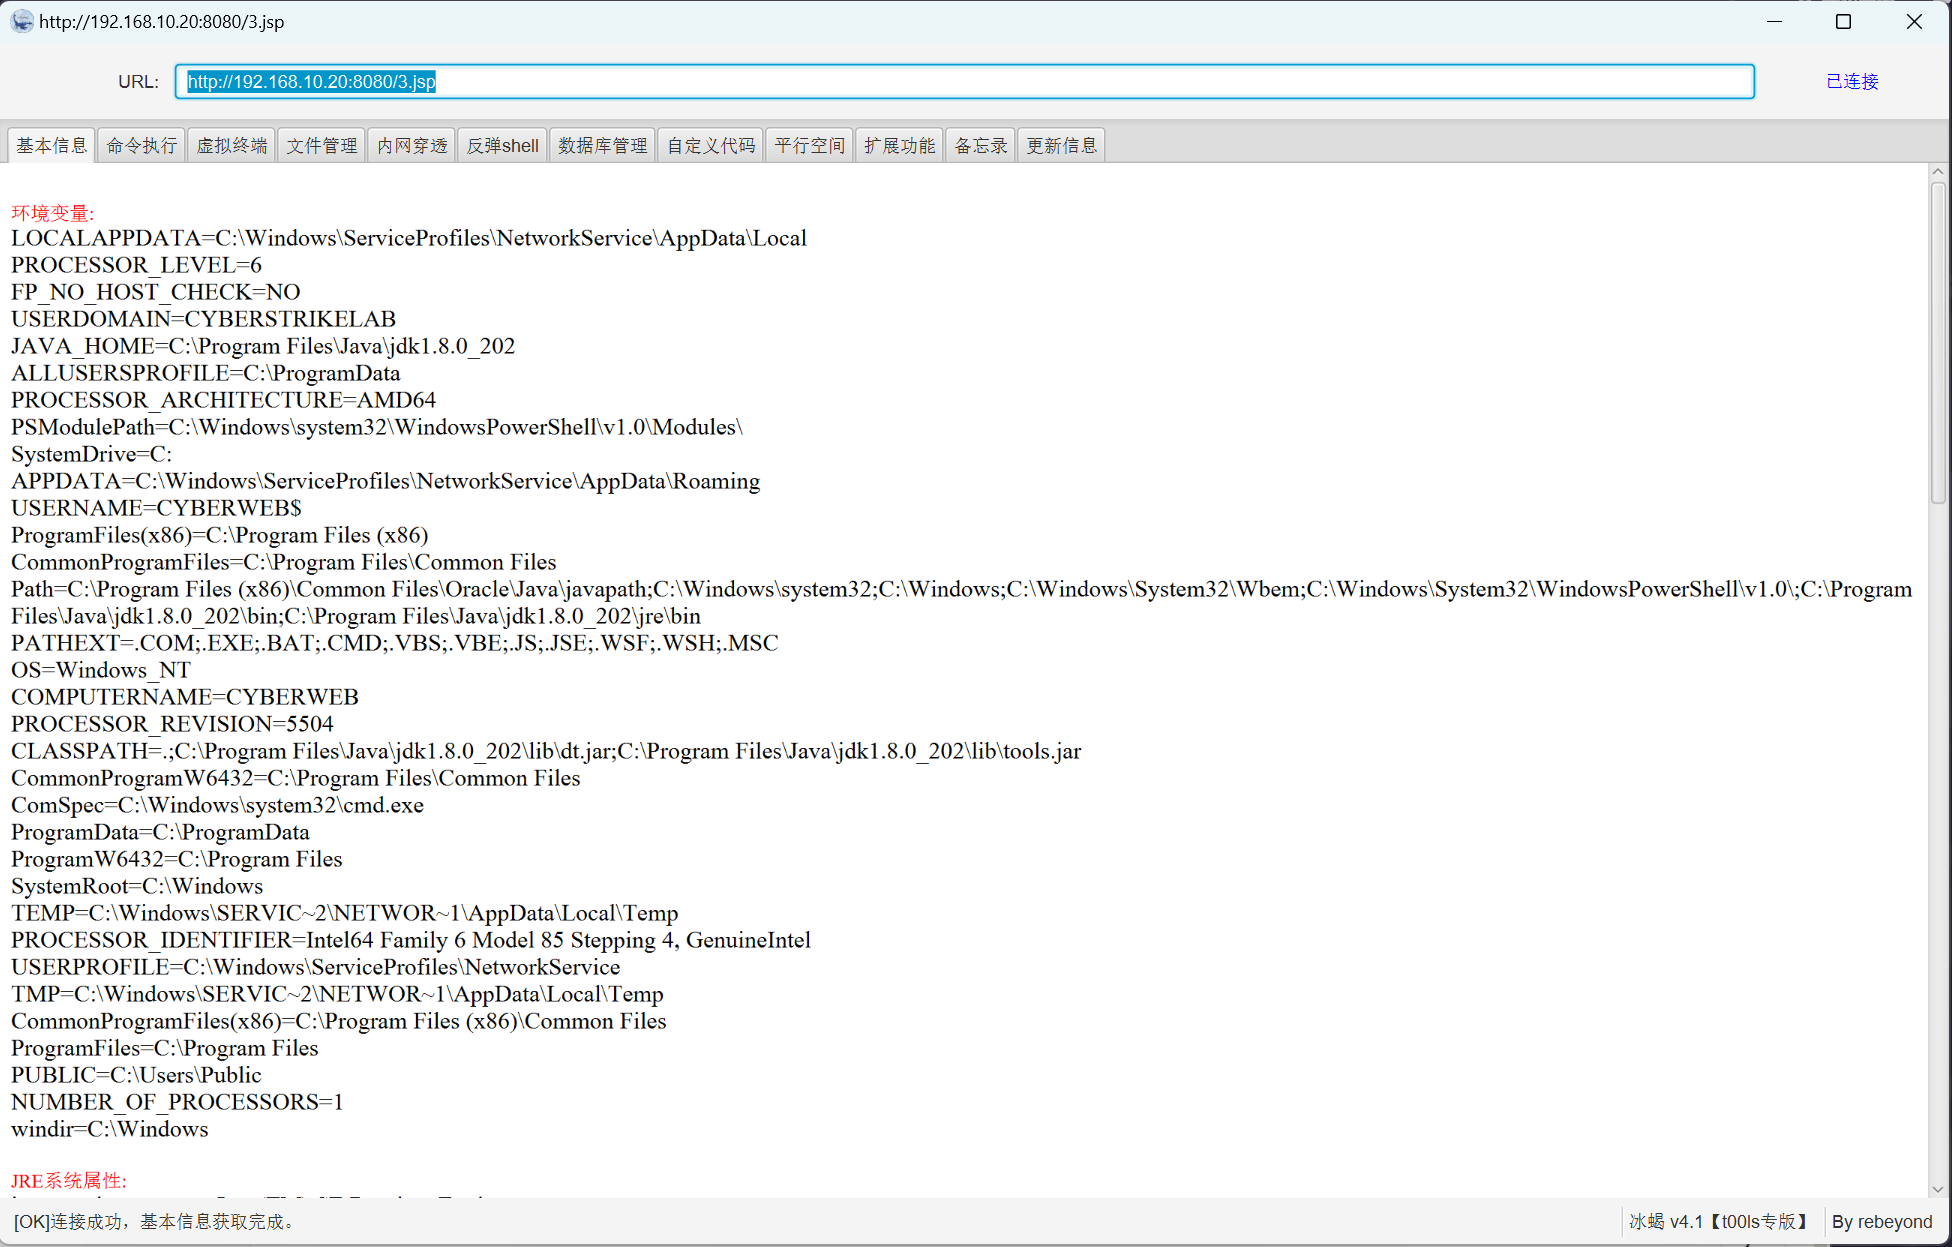 http://192.168.10.20:8080/3.jsp
URL: http://192.168.10.20:8080/3.jsp 已连接
基本信息 命令执行 虚拟终端 文件管理 内网穿透 反弹shell 数据库管理 自定义代码 平行空间 扩展功能 备忘录 更新信息
环境变量:
LOCALAPPDATA=C:\Windows\ServiceProfiles\NetworkService\AppData\Local
PROCESSOR_LEVEL=6
FP_NO_HOST_CHECK=NO
USERDOMAIN=CYBERSTRIKELAB
JAVA_HOME=C:\Program Files\Java\jdk1.8.0_202
ALLUSERSPROFILE=C:\ProgramData
PROCESSOR_ARCHITECTURE=AMD64
PSModulePath=C:\Windows\system32\WindowsPowerShell\v1.0\Modules\
SystemDrive=C:
APPDATA=C:\Windows\ServiceProfiles\NetworkService\AppData\Roaming
USERNAME=CYBERWEB$
ProgramFiles(x86)=C:\Program Files (x86)
CommonProgramFiles=C:\Program Files\Common Files
Path=C:\Program Files (x86)\Common Files\Oracle\Java\javapath;C:\Windows\system32;C:\Windows;C:\Windows\System32\Wbem;C:\Windows\System32\WindowsPowerShell\v1.0\;C:\Program
Files\Java\jdk1.8.0_202\bin;C:\Program Files\Java\jdk1.8.0_202\jre\bin
PATHEXT=.COM;.EXE;.BAT;.CMD;.VBS;.VBE;.JS;.JSE;.WSF;.WSH;.MSC
OS=Windows_NT
COMPUTERNAME=CYBERWEB
PROCESSOR_REVISION=5504
CLASSPATH=.;C:\Program Files\Java\jdk1.8.0_202\lib\dt.jar;C:\Program Files\Java\jdk1.8.0_202\lib\tools.jar
CommonProgramW6432=C:\Program Files\Common Files
ComSpec=C:\Windows\system32\cmd.exe
ProgramData=C:\ProgramData
ProgramW6432=C:\Program Files
SystemRoot=C:\Windows
TEMP=C:\Windows\SERVIC~2\NETWOR~1\AppData\Local\Temp
PROCESSOR_IDENTIFIER=Intel64 Family 6 Model 85 Stepping 4, GenuineIntel
USERPROFILE=C:\Windows\ServiceProfiles\NetworkService
TMP=C:\Windows\SERVIC~2\NETWOR~1\AppData\Local\Temp
CommonProgramFiles(x86)=C:\Program Files (x86)\Common Files
ProgramFiles=C:\Program Files
PUBLIC=C:\Users\Public
NUMBER_OF_PROCESSORS=1
windir=C:\Windows
JRE系统属性:
[OK]连接成功，基本信息获取完成。 冰蝎 v4.1【t00ls专版】 By rebeyond